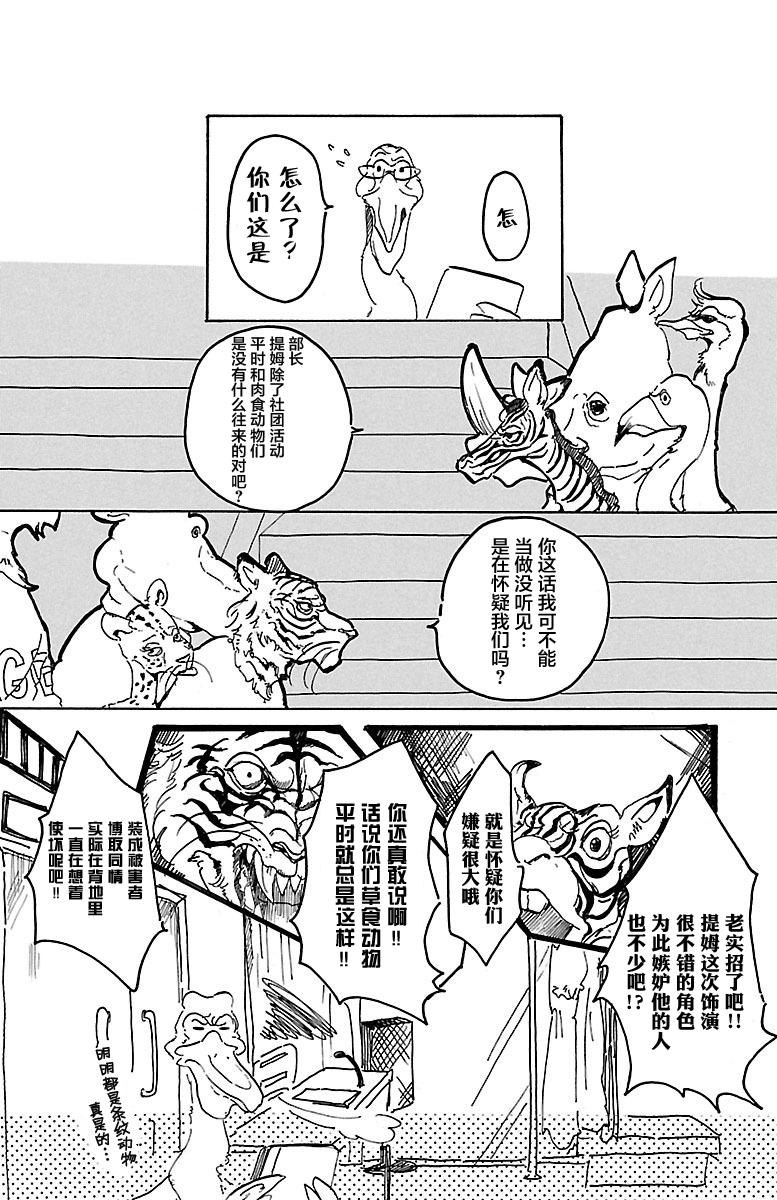 怎
怎么了？
你们这是
部长
提姆除了社团活动
平时和肉食动物们
是没有什么往来的对吧？
你这话我可不能
当做没听见…
是在怀疑我们吗？
老实招了吧!!
提姆这次饰演
很不错的角色
为此嫉妒他的人
也不少吧!?
就是怀疑你们
嫌疑很大哦
你还真敢说啊!!
话说你们草食动物
平时就总是这样!!
装成被害者
博取同情
实际在背地里
一直在想着
使坏呢吧!!
明明都是条纹动物
真是的…